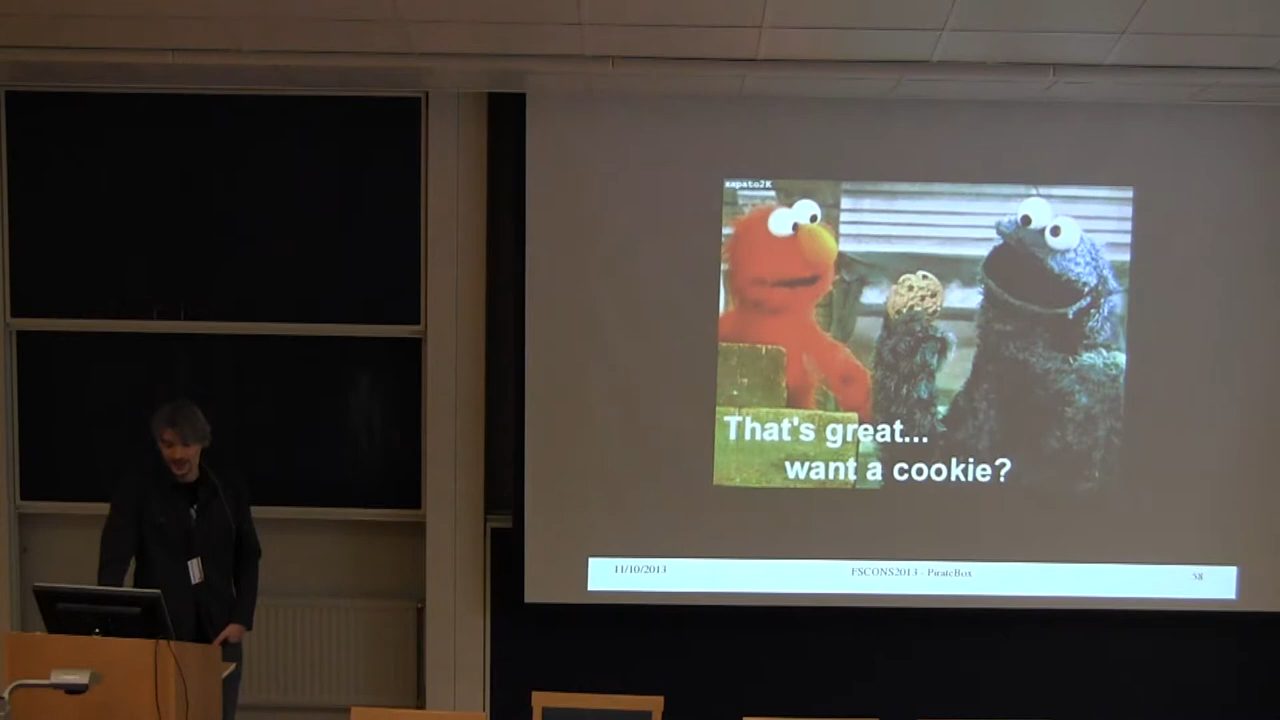 zapato2K
That's great...
want a cookie?
11/10/2013 FSCONS2013 - PirateBox 58